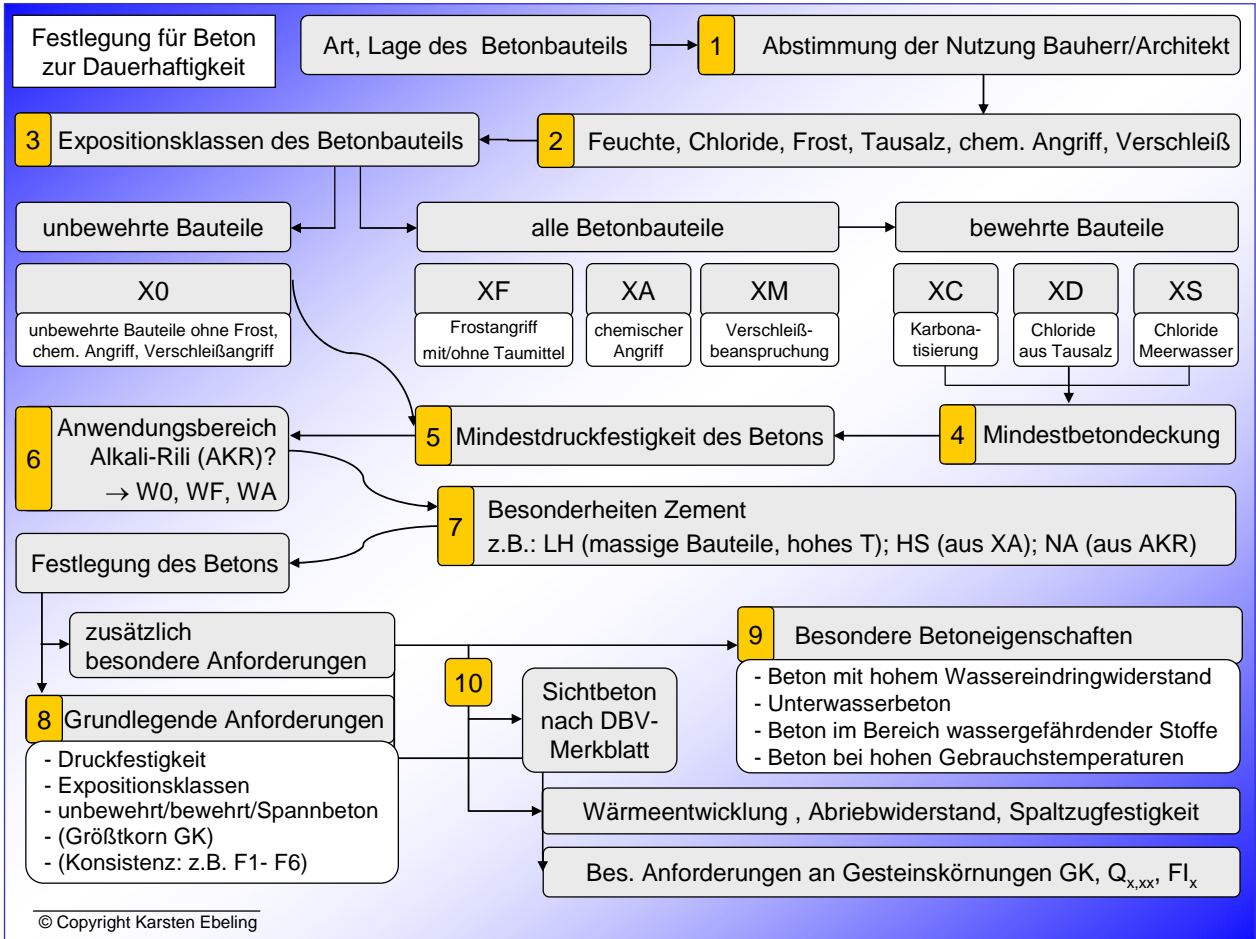 Festlegung für Beton
zur Dauerhaftigkeit
Art, Lage des Betonbauteils
1 Abstimmung der Nutzung Bauherr/Architekt
3 Expositionsklassen des Betonbauteils
2 Feuchte, Chloride, Frost, Tausalz, chem. Angriff, Verschleiß
unbewehrte Bauteile
alle Betonbauteile
bewehrte Bauteile
X0
unbewehrte Bauteile ohne Frost,
chem. Angriff, Verschleißangriff
XF
Frostangriff
mit/ohne Taumittel
XA
chemischer
Angriff
XM
Verschleiß-
beanspruchung
XC
Karbona-
tisierung
XD
Chloride
aus Tausalz
XS
Chloride
Meerwasser
6 Anwendungsbereich
Alkali-Rili (AKR)?
→ W0, WF, WA
5 Mindestdruckfestigkeit des Betons
4 Mindestbetondeckung
7 Besonderheiten Zement
z.B.: LH (massige Bauteile, hohes T); HS (aus XA); NA (aus AKR)
Festlegung des Betons
zusätzlich
besondere Anforderungen
8 Grundlegende Anforderungen
- Druckfestigkeit
- Expositionsklassen
- unbewehrt/bewehrt/Spannbeton
- (Größtkorn GK)
- (Konsistenz: z.B. F1- F6)
10
Sichtbeton
nach DBV-
Merkblatt
9 Besondere Betoneigenschaften
- Beton mit hohem Wassereindringwiderstand
- Unterwasserbeton
- Beton im Bereich wassergefährdender Stoffe
- Beton bei hohen Gebrauchstemperaturen
Wärmeentwicklung , Abriebwiderstand, Spaltzugfestigkeit
Bes. Anforderungen an Gesteinskörnungen GK, Qx,xx, FIx
© Copyright Karsten Ebeling